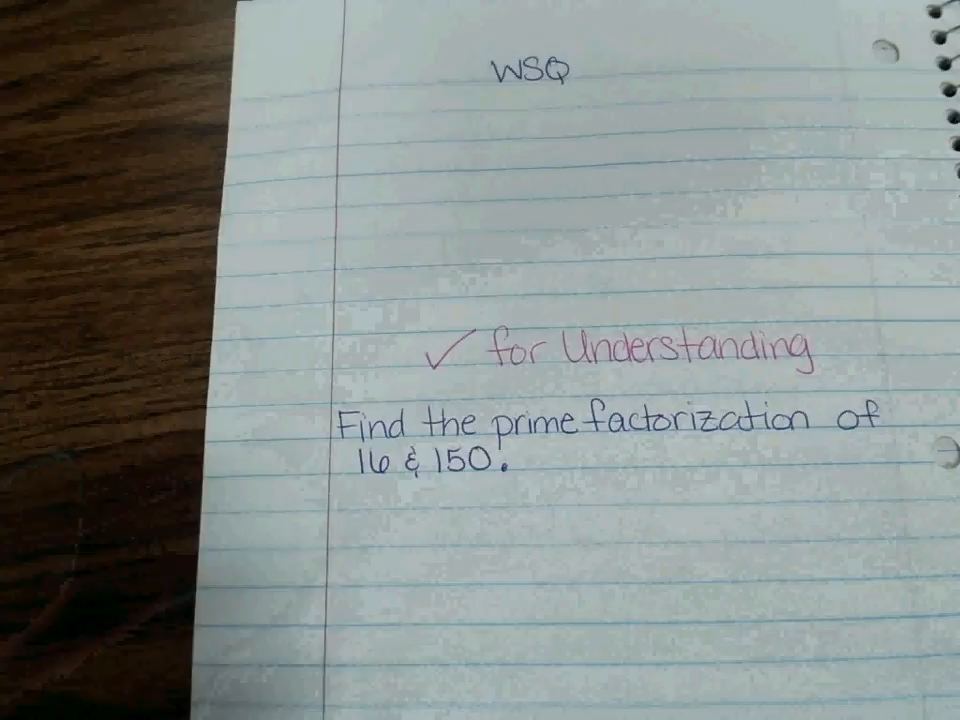 WSQ
✓ for Understanding
Find the prime factorization of
16 & 150.